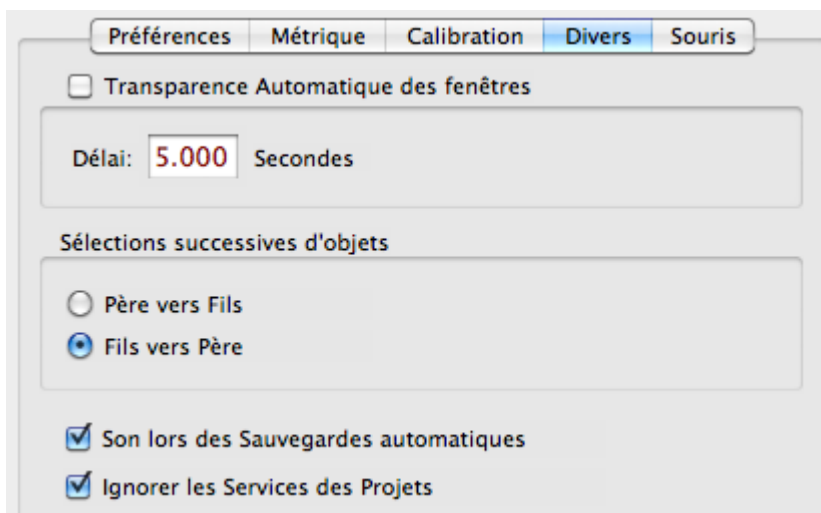 Préférences Métrique Calibration Divers Souris
Transparence Automatique des fenêtres
Délai: 5.000 Secondes
Sélections successives d'objets
Père vers Fils
Fils vers Père
Son lors des Sauvegardes automatiques
Ignorer les Services des Projets